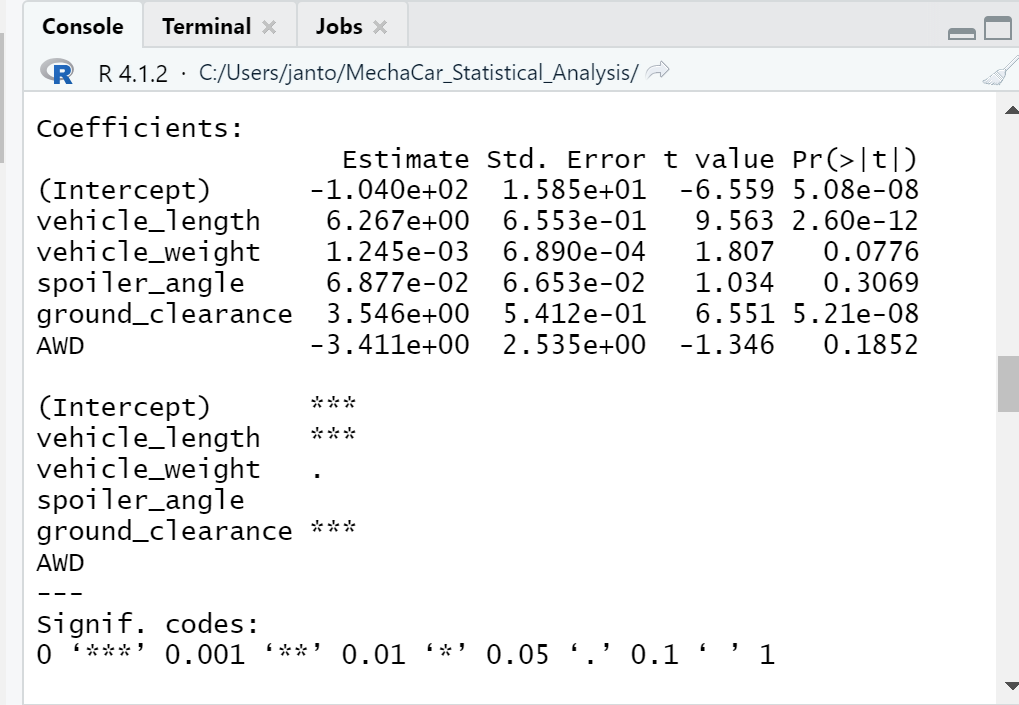 Console Terminal Jobs
R R 4.1.2 · C:/Users/janto/MechaCar_Statistical_Analysis/
Coefficients:
Estimate Std. Error t value Pr(>|t|)
(Intercept) -1.040e+02 1.585e+01 -6.559 5.08e-08
vehicle_length 6.267e+00 6.553e-01 9.563 2.60e-12
vehicle_weight 1.245e-03 6.890e-04 1.807 0.0776
spoiler_angle 6.877e-02 6.653e-02 1.034 0.3069
ground_clearance 3.546e+00 5.412e-01 6.551 5.21e-08
AWD -3.411e+00 2.535e+00 -1.346 0.1852
(Intercept) ***
vehicle_length ***
vehicle_weight .
spoiler_angle
ground_clearance ***
AWD
---
Signif. codes:
0 ‘***’ 0.001 ‘**’ 0.01 ‘*’ 0.05 ‘.’ 0.1 ‘ ’ 1